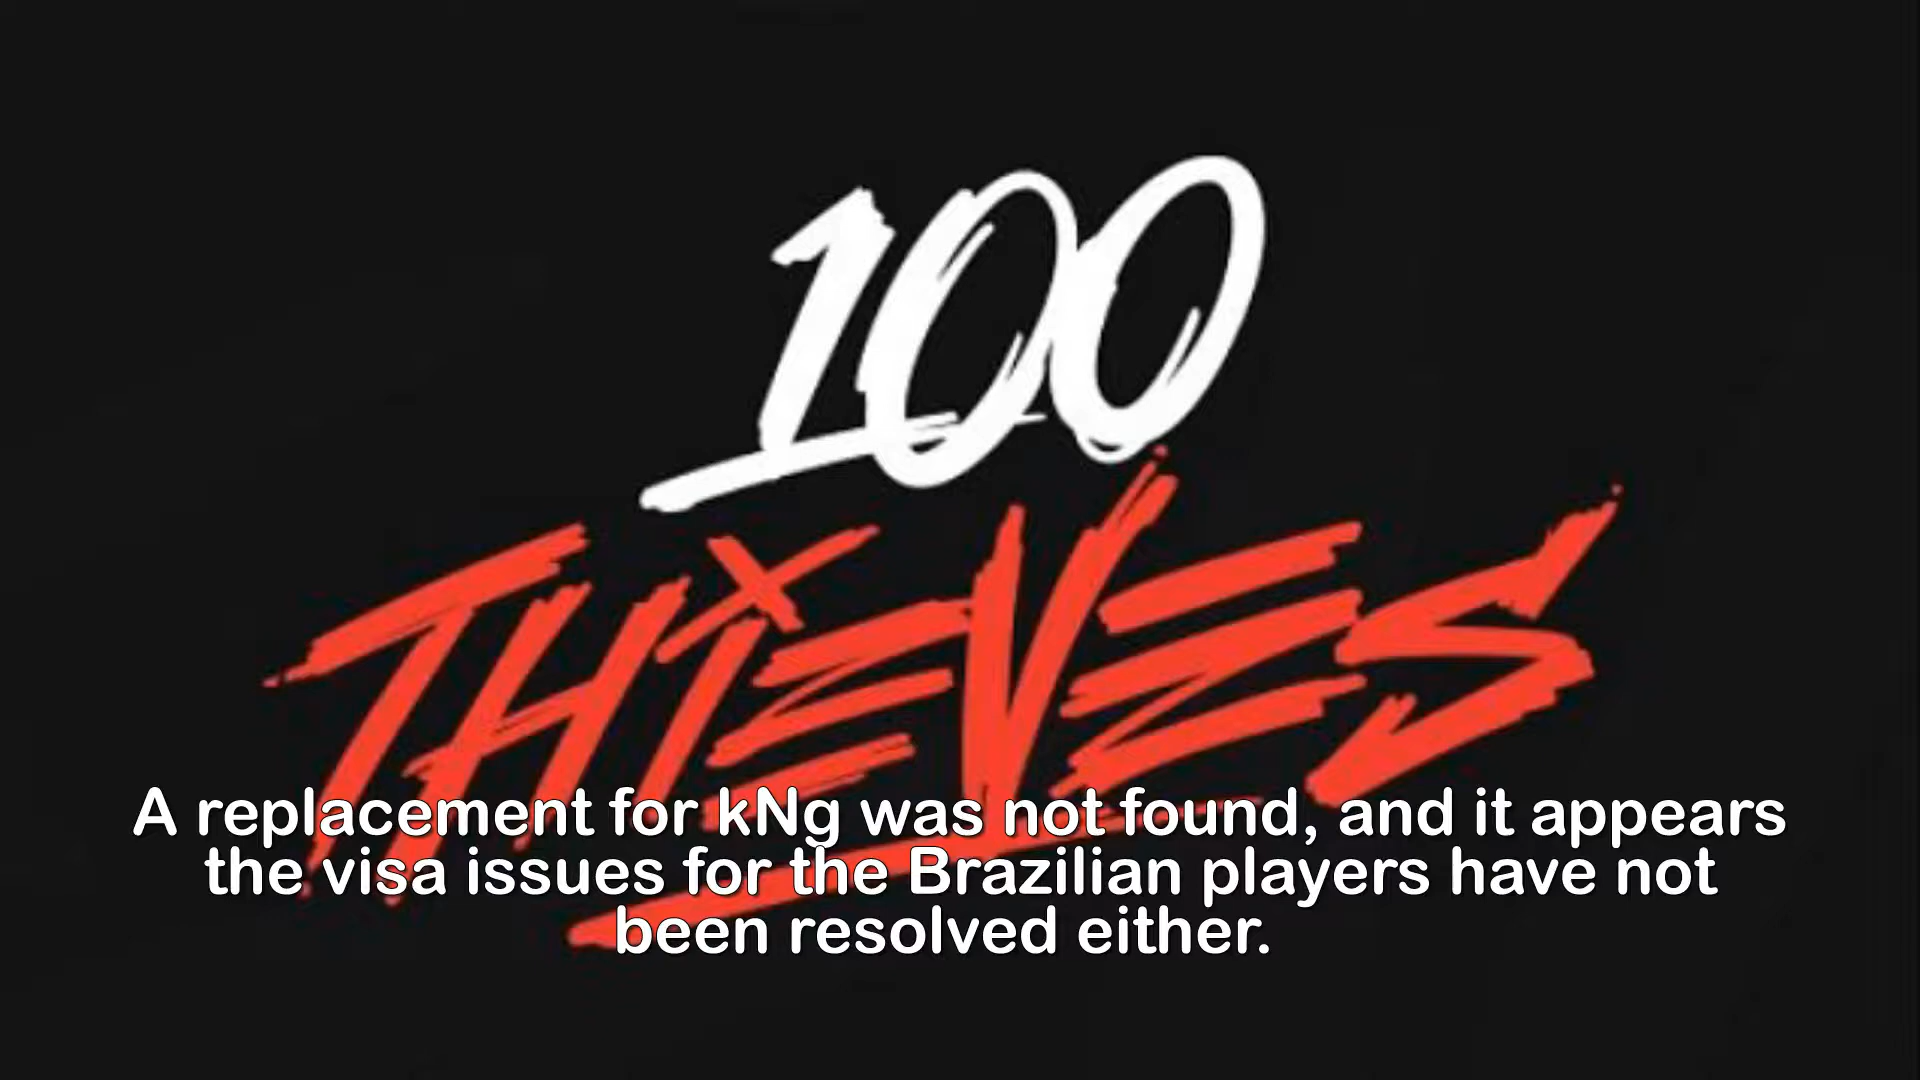 100
THIEVES
A replacement for kNg was not found, and it appears
the visa issues for the Brazilian players have not
been resolved either.